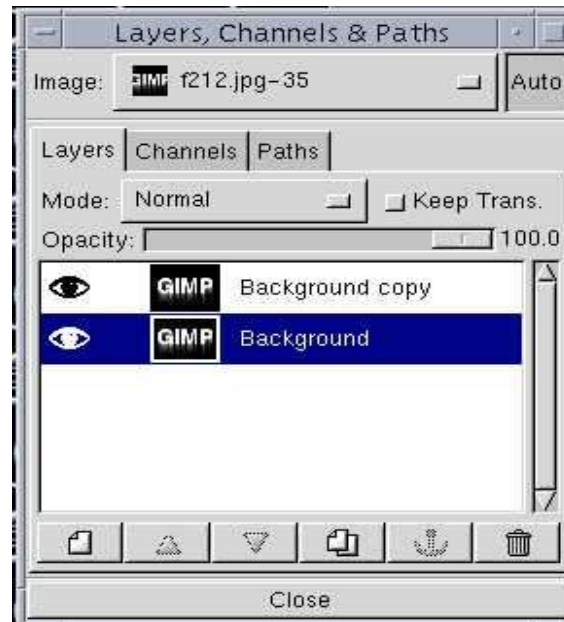 Layers, Channels & Paths
Image: GIMP f212.jpg-35 Auto
Layers Channels Paths
Mode: Normal Keep Trans.
Opacity: 100.0
GIMP Background copy
GIMP Background
Close